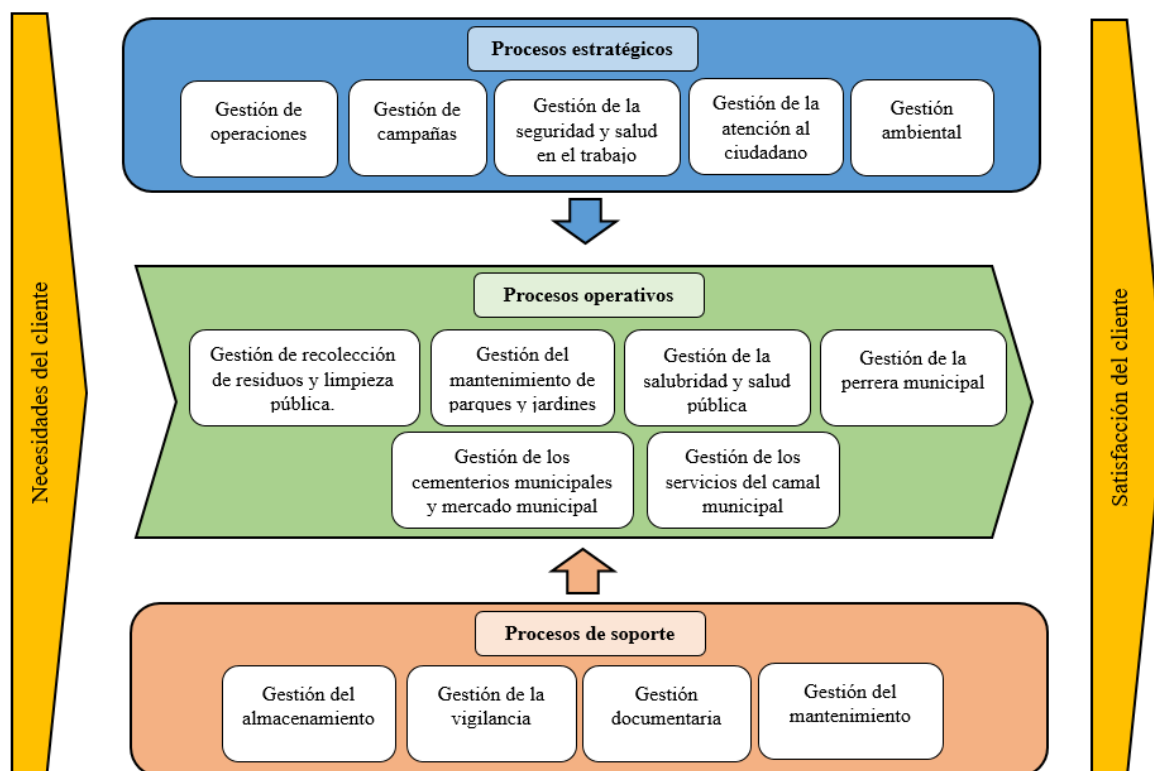 Necesidades del cliente
Procesos estratégicos
Gestión de
operaciones
Gestión de
campañas
Gestión de la
seguridad y salud
en el trabajo
Gestión de la
atención al
ciudadano
Gestión
ambiental
Procesos operativos
Gestión de recolección
de residuos y limpieza
pública.
Gestión del
mantenimiento de
parques y jardines
Gestión de la
salubridad y salud
pública
Gestión de la
perrera municipal
Gestión de los
cementerios municipales
y mercado municipal
Gestión de los
servicios del camal
municipal
Procesos de soporte
Gestión del
almacenamiento
Gestión de la
vigilancia
Gestión
documentaria
Gestión del
mantenimiento
Satisfacción del cliente